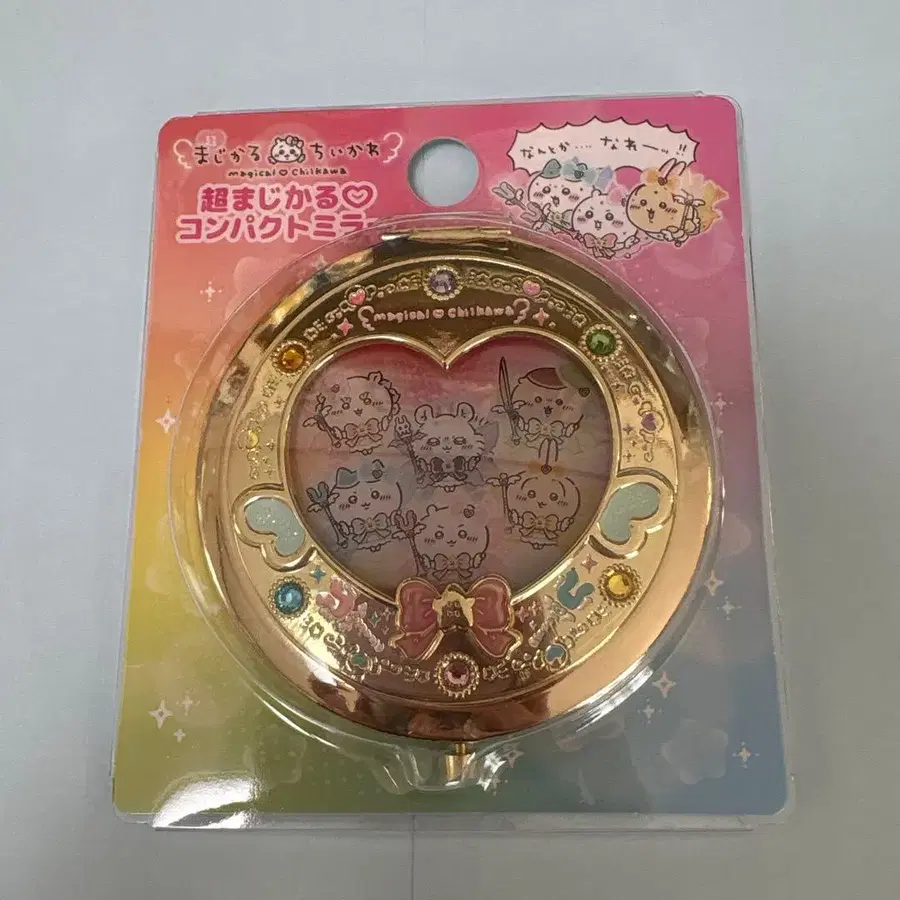 まじかる ちいかわ
magical ♡ Chiikawa
超まじかる♡
コンパクトミラー
なんとか.... なれーッ!!
magical ♥ Chiikawa